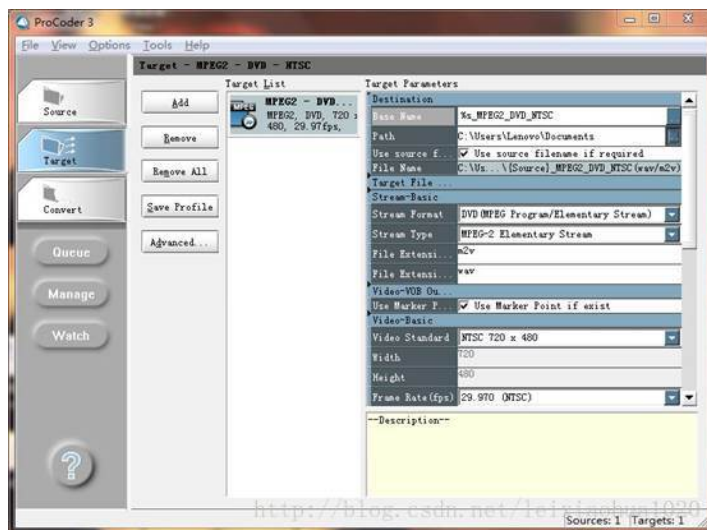 ProCoder 3
File View Options Tools Help
Target - MPEG2 - DVD - NTSC
Source
Target
Convert
Queue
Manage
Watch
Add
Remove
Remove All
Save Profile
Advanced...
Target List
MPEG2 - DVD...
MPEG2, DVD, 720 x
480, 29.97fps,
Target Parameters
Destination
Base Name %s_MPEG2_DVD_NTSC
Path C:\Users\Lenovo\Documents
Use source f... Use source filename if required
File Name C:\Us...\{Source}_MPEG2_DVD_NTSC(wav/m2v)
Target File ...
Stream-Basic
Stream Format DVD(MPEG Program/Elementary Stream)
Stream Type MPEG-2 Elementary Stream
File Extensi... m2v
File Extensi... wav
Video-VOB Ou...
Use Marker P... Use Marker Point if exist
Video-Basic
Video Standard NTSC 720 x 480
Width 720
Height 480
Frame Rate(fps) 29.970 (NTSC)
--Description--
http://blog.csdn.net/leixiaohua1020
Sources: 1 Targets: 1